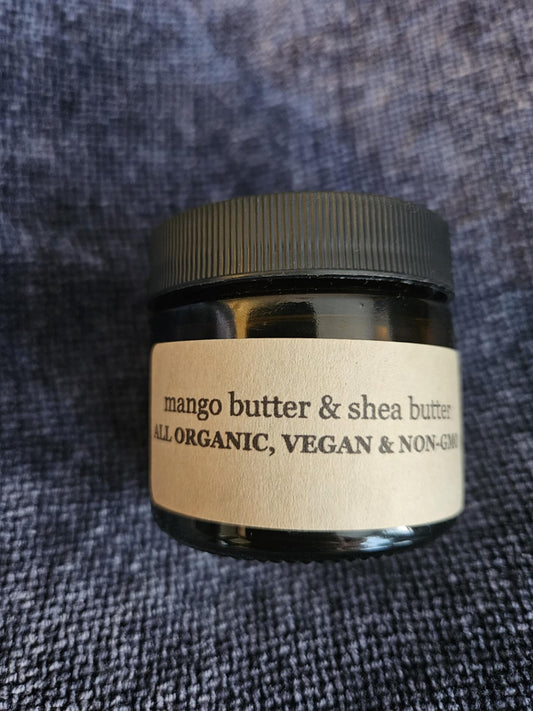 mango butter & shea butter
ALL ORGANIC, VEGAN & NON-GMO